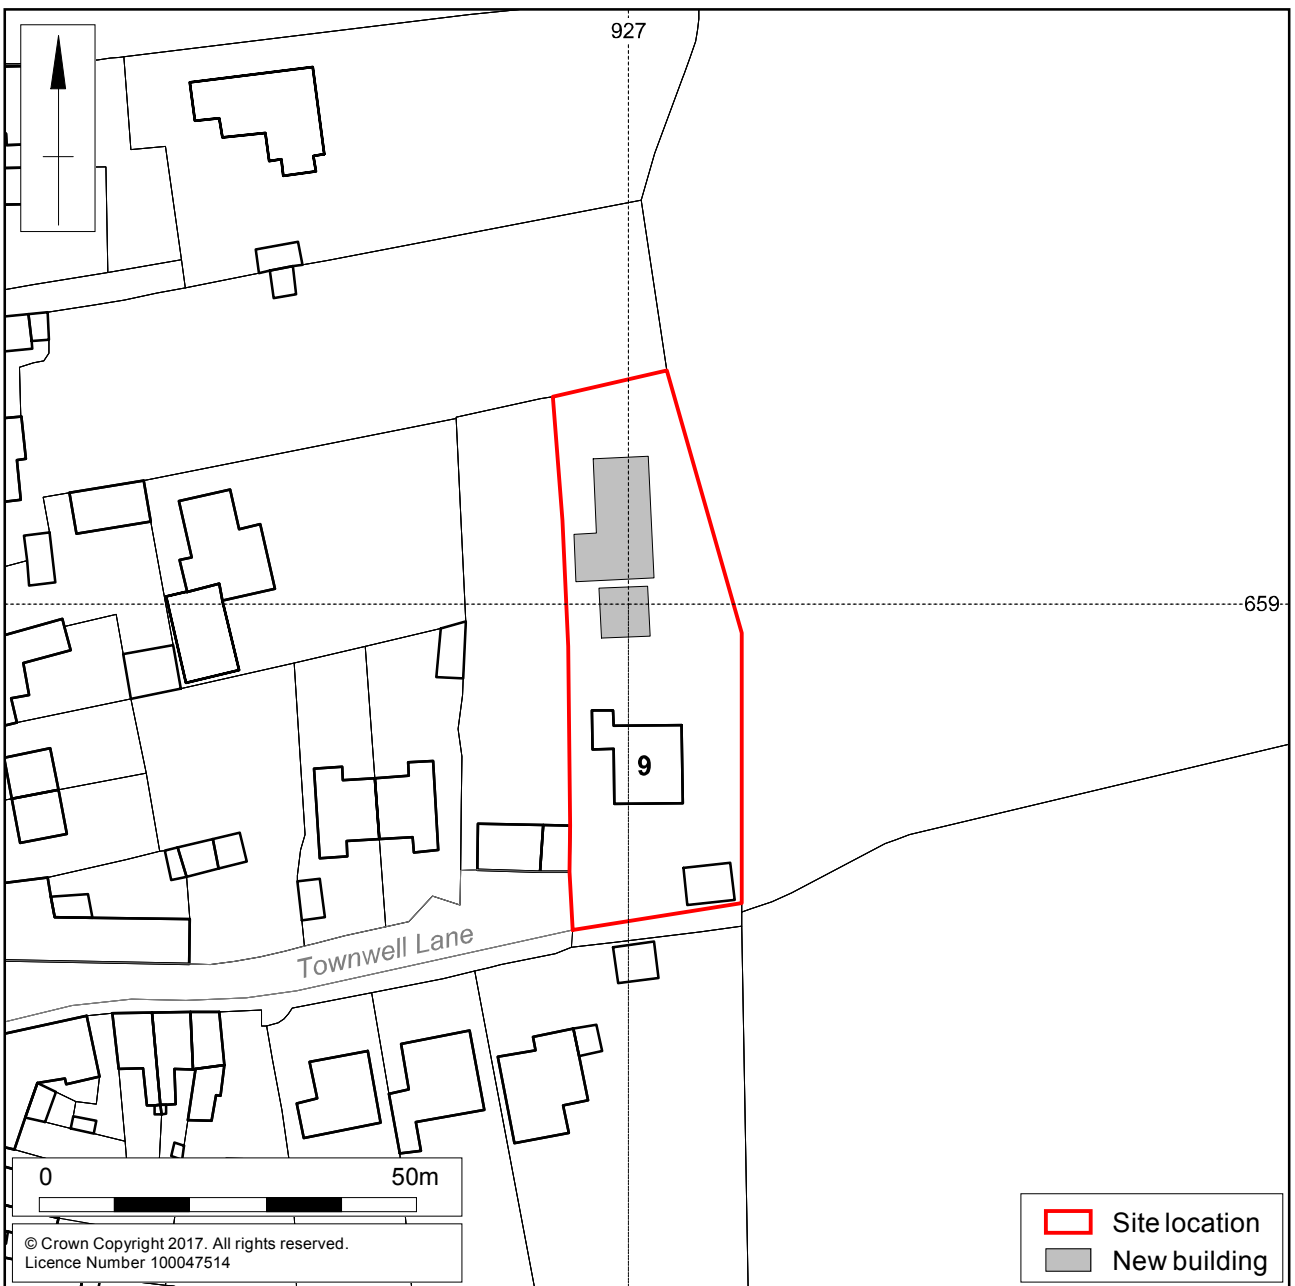 927
659
9
Townwell Lane
0 50m
© Crown Copyright 2017. All rights reserved.
Licence Number 100047514
Site location
New building